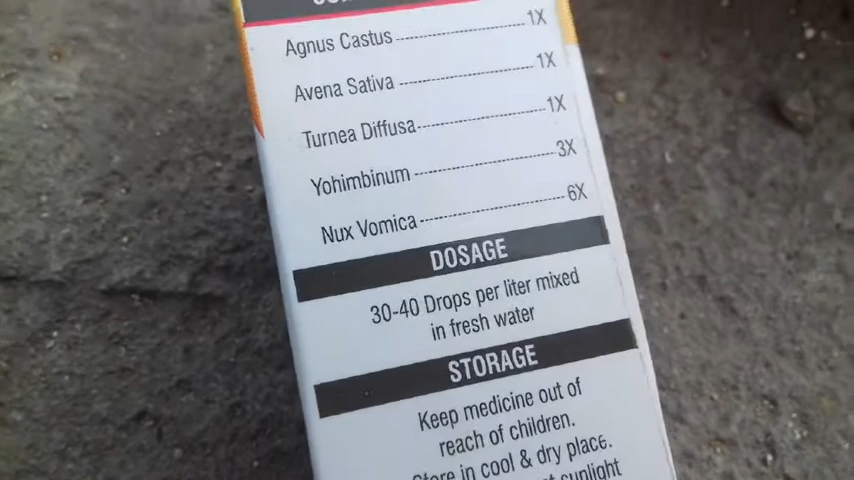 Agnus Castus 1X
Avena Sativa 1X
Turnea Diffusa 1X
Yohimbinum 3X
Nux Vomica 6X
DOSAGE
30-40 Drops per liter mixed
in fresh water
STORAGE
Keep medicine out of
reach of children.
Store in cool & dry place.
sunlight